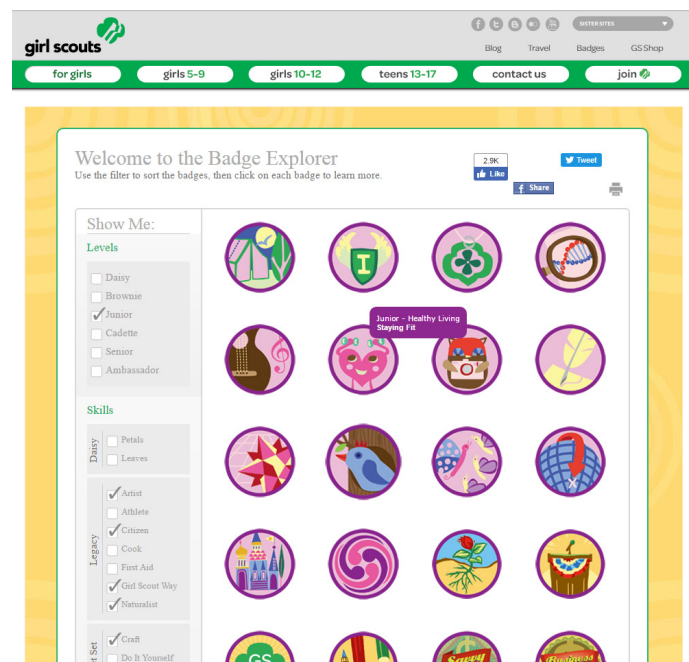 girl scouts
SISTER SITES
Blog Travel Badges GS Shop
for girls girls 5-9 girls 10-12 teens 13-17 contact us join
Welcome to the Badge Explorer
Use the filter to sort the badges, then click on each badge to learn more.
2.9K
Like
Tweet
Share
Show Me:
Levels
Daisy
Brownie
Junior
Cadette
Senior
Ambassador
Junior - Healthy Living
Staying Fit
Skills
Daisy
Petals
Leaves
Legacy
Artist
Athlete
Citizen
Cook
First Aid
Girl Scout Way
Naturalist
Craft
Do It Yourself
I
X
GS
Savvy
Business